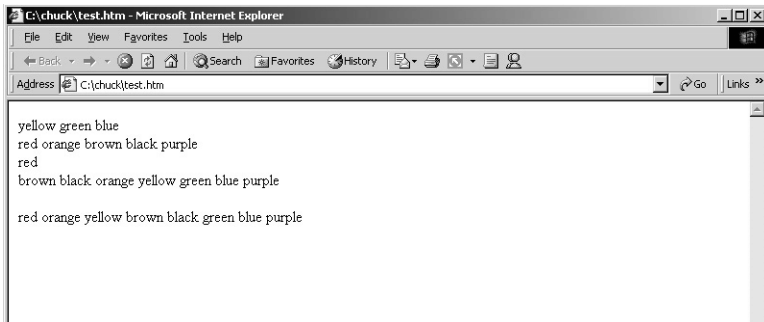 C:\chuck\test.htm - Microsoft Internet Explorer
File Edit View Favorites Tools Help
Back Search Favorites History
Address C:\chuck\test.htm Go Links »
yellow green blue
red orange brown black purple
red
brown black orange yellow green blue purple
red orange yellow brown black green blue purple